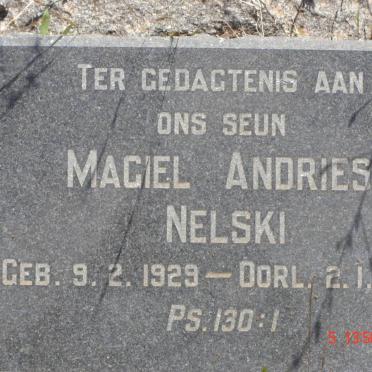 TER GEDAGTENIS AAN
ONS SEUN
MAGIEL ANDRIES
NELSKI
GEB. 9. 2. 1929 – OORL. 2. 1.
PS. 130:1